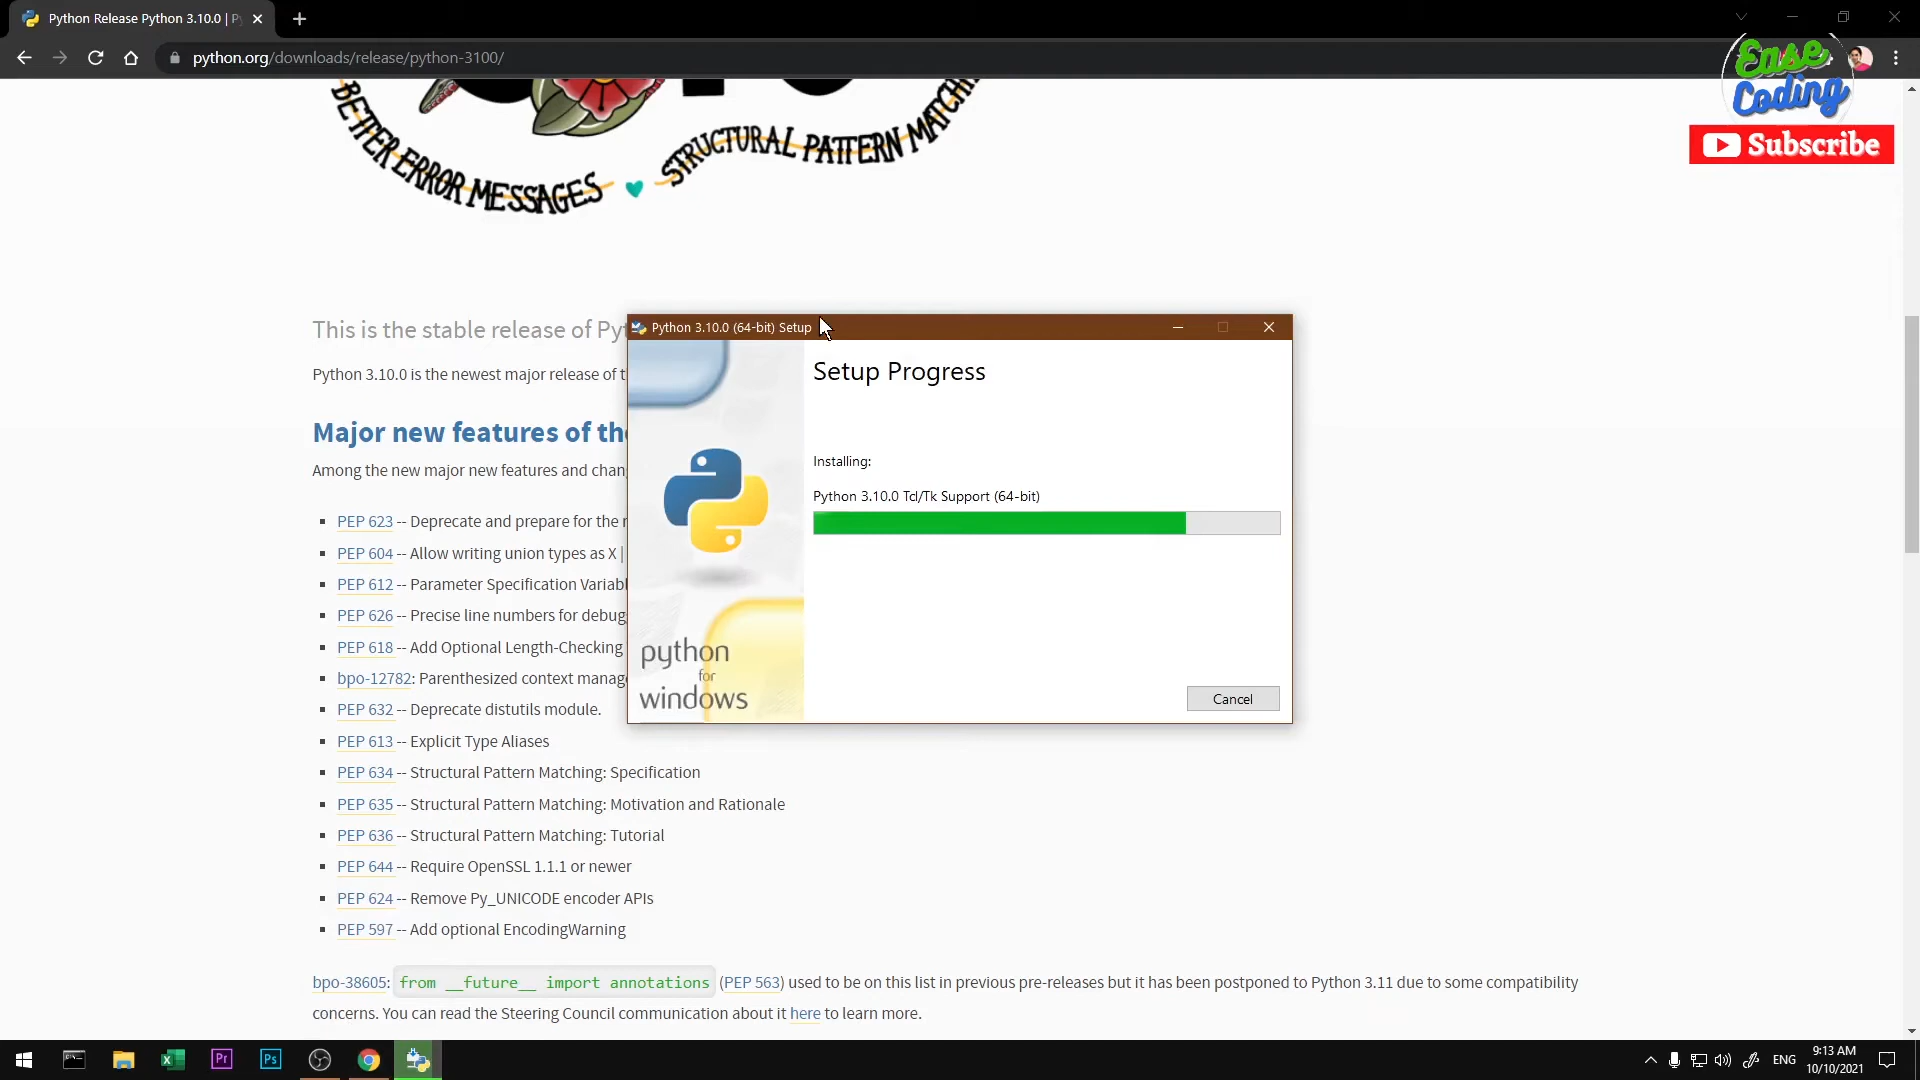 Python Release Python 3.10.0 | Py
python.org/downloads/release/python-3100/
Ease
Coding
Subscribe
BETTER ERROR MESSAGES
STRUCTURAL PATTERN MATCHI
This is the stable release of Pyt
Python 3.10.0 is the newest major release of t
Major new features of the
Among the new major new features and chan
PEP 623 -- Deprecate and prepare for the r
PEP 604 -- Allow writing union types as X |
PEP 612 -- Parameter Specification Variabl
PEP 626 -- Precise line numbers for debug
PEP 618 -- Add Optional Length-Checking
bpo-12782: Parenthesized context manag
PEP 632 -- Deprecate distutils module.
PEP 613 -- Explicit Type Aliases
PEP 634 -- Structural Pattern Matching: Specification
PEP 635 -- Structural Pattern Matching: Motivation and Rationale
PEP 636 -- Structural Pattern Matching: Tutorial
PEP 644 -- Require OpenSSL 1.1.1 or newer
PEP 624 -- Remove Py_UNICODE encoder APIs
PEP 597 -- Add optional EncodingWarning
bpo-38605: from __future__ import annotations (PEP 563) used to be on this list in previous pre-releases but it has been postponed to Python 3.11 due to some compatibility
concerns. You can read the Steering Council communication about it here to learn more.
Python 3.10.0 (64-bit) Setup
Setup Progress
Installing:
Python 3.10.0 Tcl/Tk Support (64-bit)
python
for
windows
Cancel
Pr
Ps
ENG
9:13 AM
10/10/2021